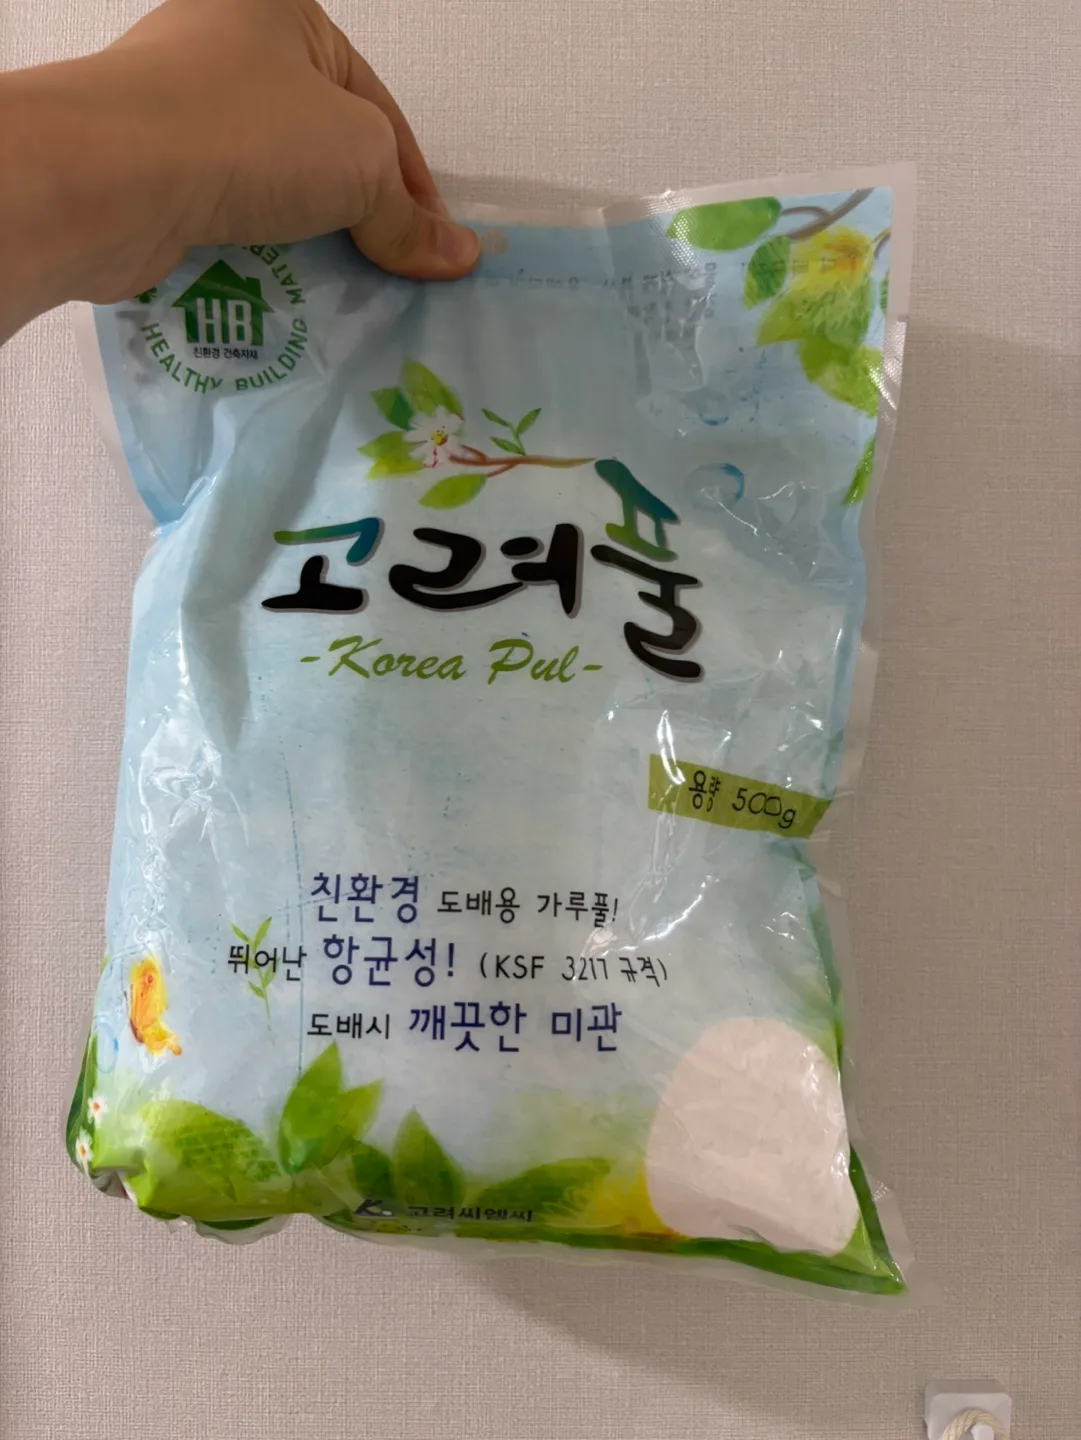 HEALTHY BUILDING
HB
친환경 건축자재
고려풀
-Korea Pul-
용량 500g
친환경 도배용 가루풀!
뛰어난 항균성! (KSF 3217 규격)
도배시 깨끗한 미관
고려씨엠씨